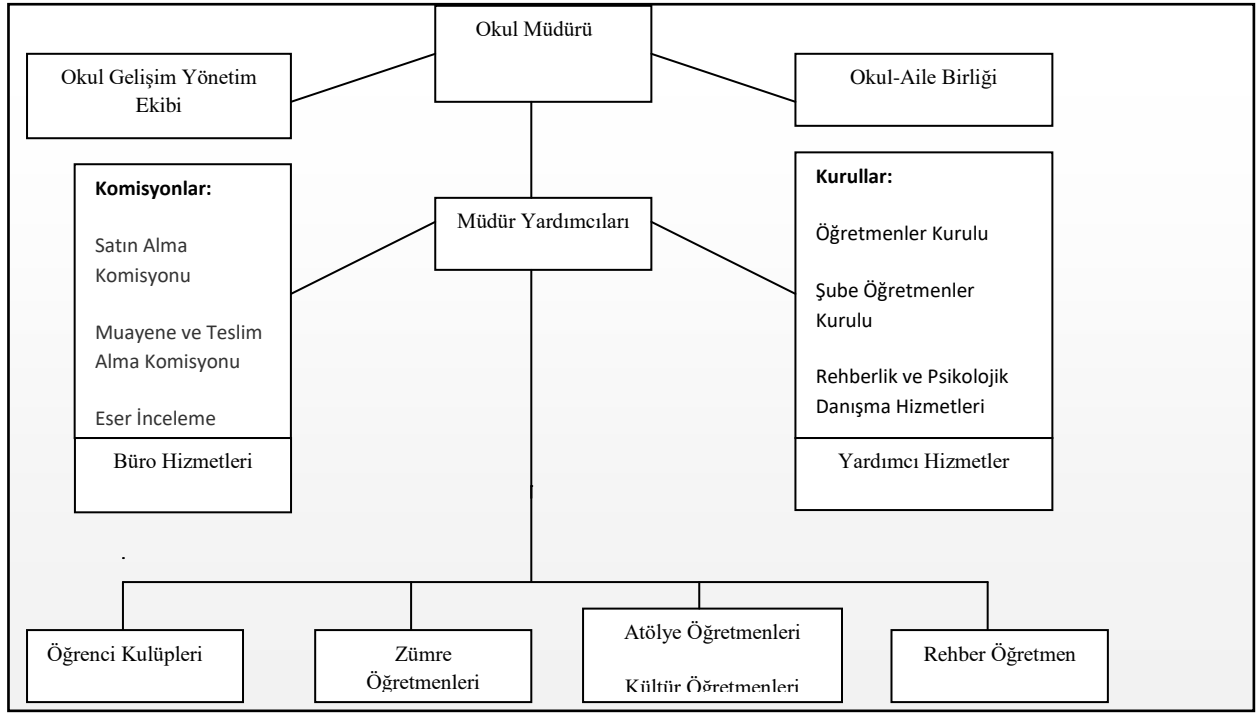 Okul Müdürü
Okul Gelişim Yönetim
Ekibi
Okul-Aile Birliği
Komisyonlar:
Satın Alma
Komisyonu
Muayene ve Teslim
Alma Komisyonu
Eser İnceleme
Büro Hizmetleri
Müdür Yardımcıları
Kurullar:
Öğretmenler Kurulu
Şube Öğretmenler
Kurulu
Rehberlik ve Psikolojik
Danışma Hizmetleri
Yardımcı Hizmetler
Öğrenci Kulüpleri
Zümre
Öğretmenleri
Atölye Öğretmenleri
Kültür Öğretmenleri
Rehber Öğretmen